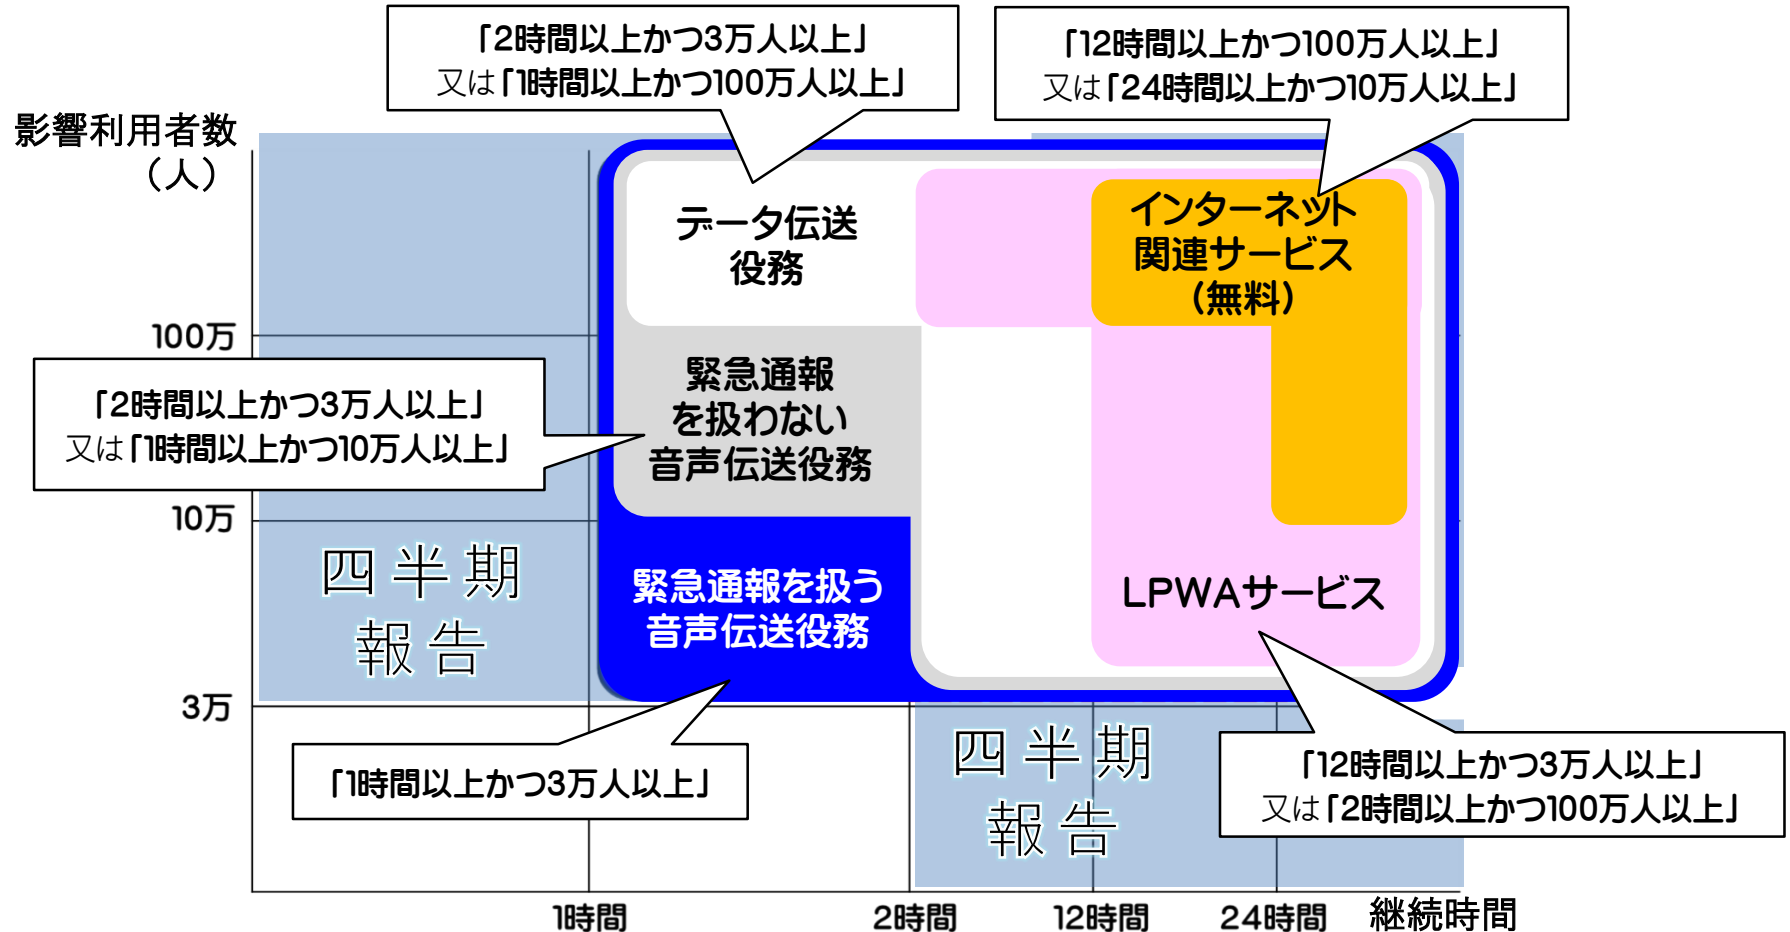 「2時間以上かつ3万人以上」
又は「1時間以上かつ100万人以上」
「12時間以上かつ100万人以上」
又は「24時間以上かつ10万人以上」
影響利用者数
（人）
データ伝送
役務
インターネット
関連サービス
（無料）
100万
「2時間以上かつ3万人以上」
又は「1時間以上かつ10万人以上」
緊急通報
を扱わない
音声伝送役務
10万
四半期
報告
緊急通報を扱う
音声伝送役務
LPWAサービス
3万
「1時間以上かつ3万人以上」
四半期
報告
「12時間以上かつ3万人以上」
又は「2時間以上かつ100万人以上」
1時間
2時間
12時間
24時間
継続時間